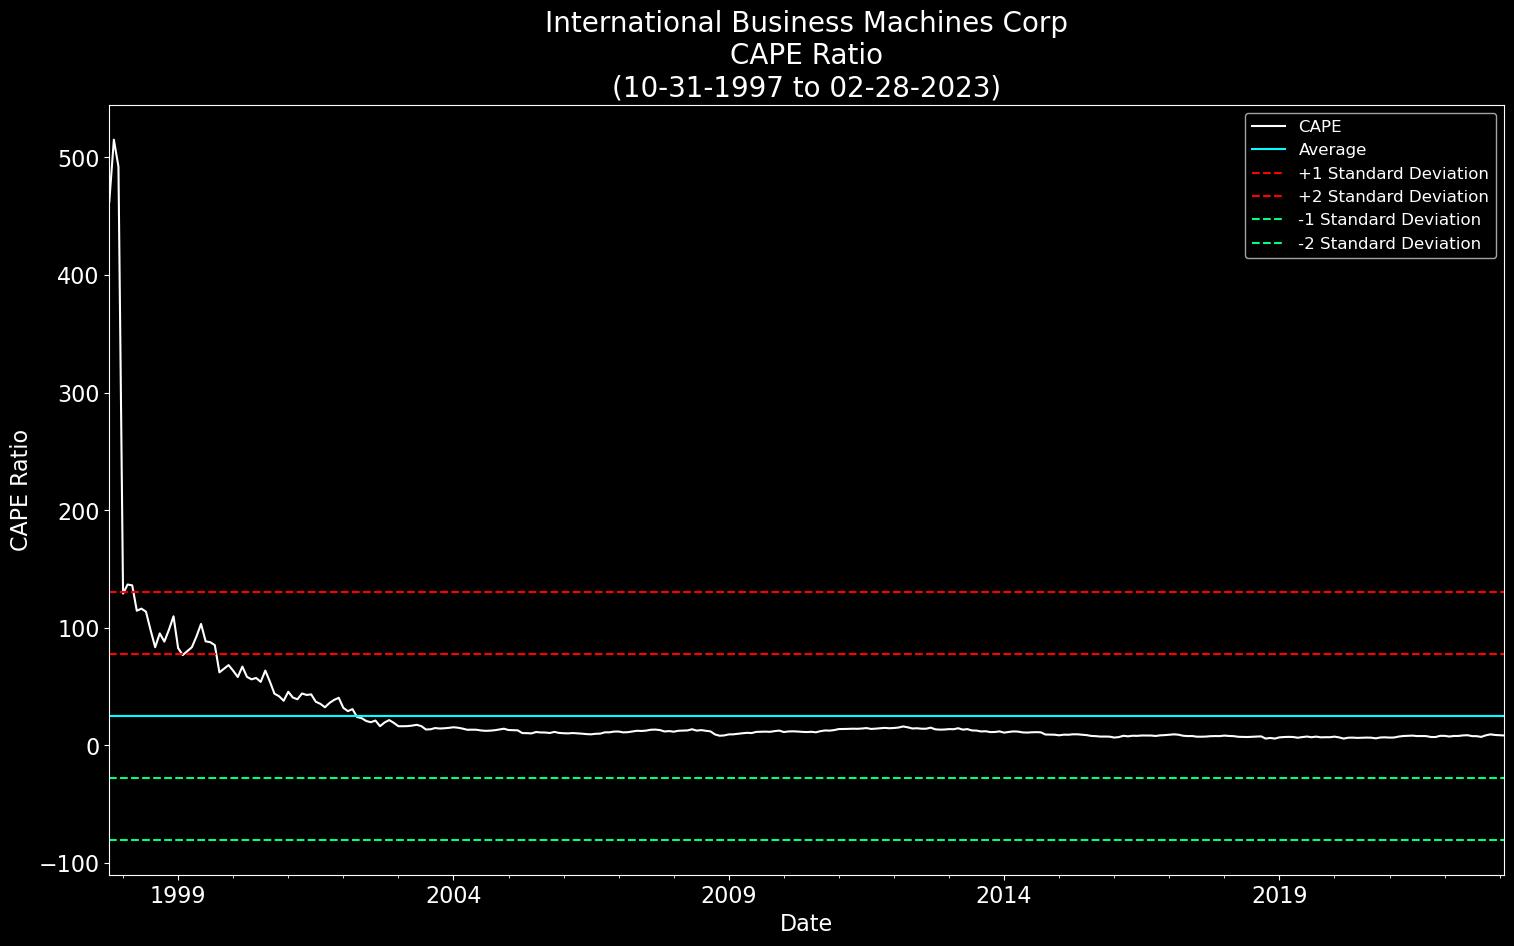 International Business Machines Corp
CAPE Ratio
(10-31-1997 to 02-28-2023)
CAPE
Average
+1 Standard Deviation
+2 Standard Deviation
-1 Standard Deviation
-2 Standard Deviation
500
400
300
200
100
0
−100
CAPE Ratio
1999
2004
2009
2014
2019
Date